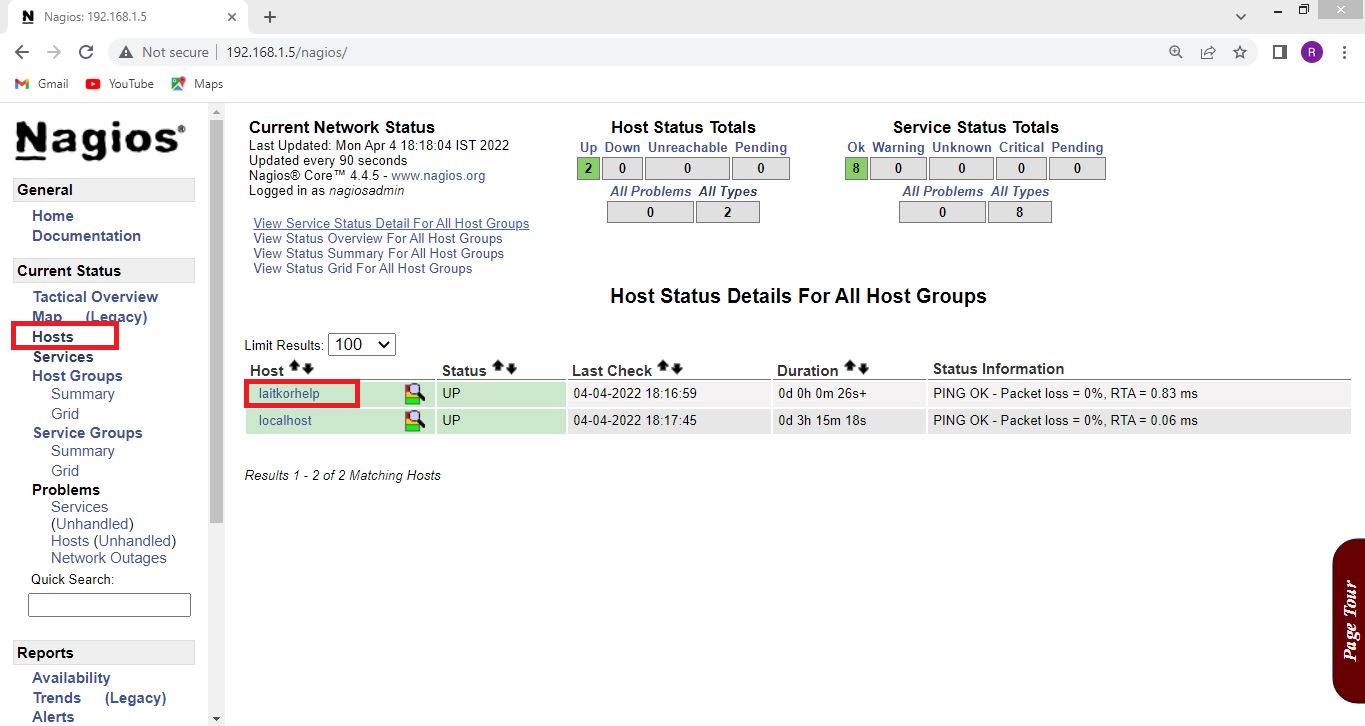 Nagios: 192.168.1.5
Not secure 192.168.1.5/nagios/
R
Gmail YouTube Maps
Nagios®
General
Home
Documentation
Current Status
Tactical Overview
Map (Legacy)
Hosts
Services
Host Groups
Summary
Grid
Service Groups
Summary
Grid
Problems
Services
(Unhandled)
Hosts (Unhandled)
Network Outages
Quick Search:
Reports
Availability
Trends (Legacy)
Alerts
Current Network Status
Last Updated: Mon Apr 4 18:18:04 IST 2022
Updated every 90 seconds
Nagios® Core™ 4.4.5 - www.nagios.org
Logged in as nagiosadmin
View Service Status Detail For All Host Groups
View Status Overview For All Host Groups
View Status Summary For All Host Groups
View Status Grid For All Host Groups
Host Status Totals
Up Down Unreachable Pending
2 0 0 0
All Problems All Types
0 2
Service Status Totals
Ok Warning Unknown Critical Pending
8 0 0 0 0
All Problems All Types
0 8
Host Status Details For All Host Groups
Limit Results: 100
Host Status Last Check Duration Status Information
laitkorhelp UP 04-04-2022 18:16:59 0d 0h 0m 26s+ PING OK - Packet loss = 0%, RTA = 0.83 ms
localhost UP 04-04-2022 18:17:45 0d 3h 15m 18s PING OK - Packet loss = 0%, RTA = 0.06 ms
Results 1 - 2 of 2 Matching Hosts
Page Tour